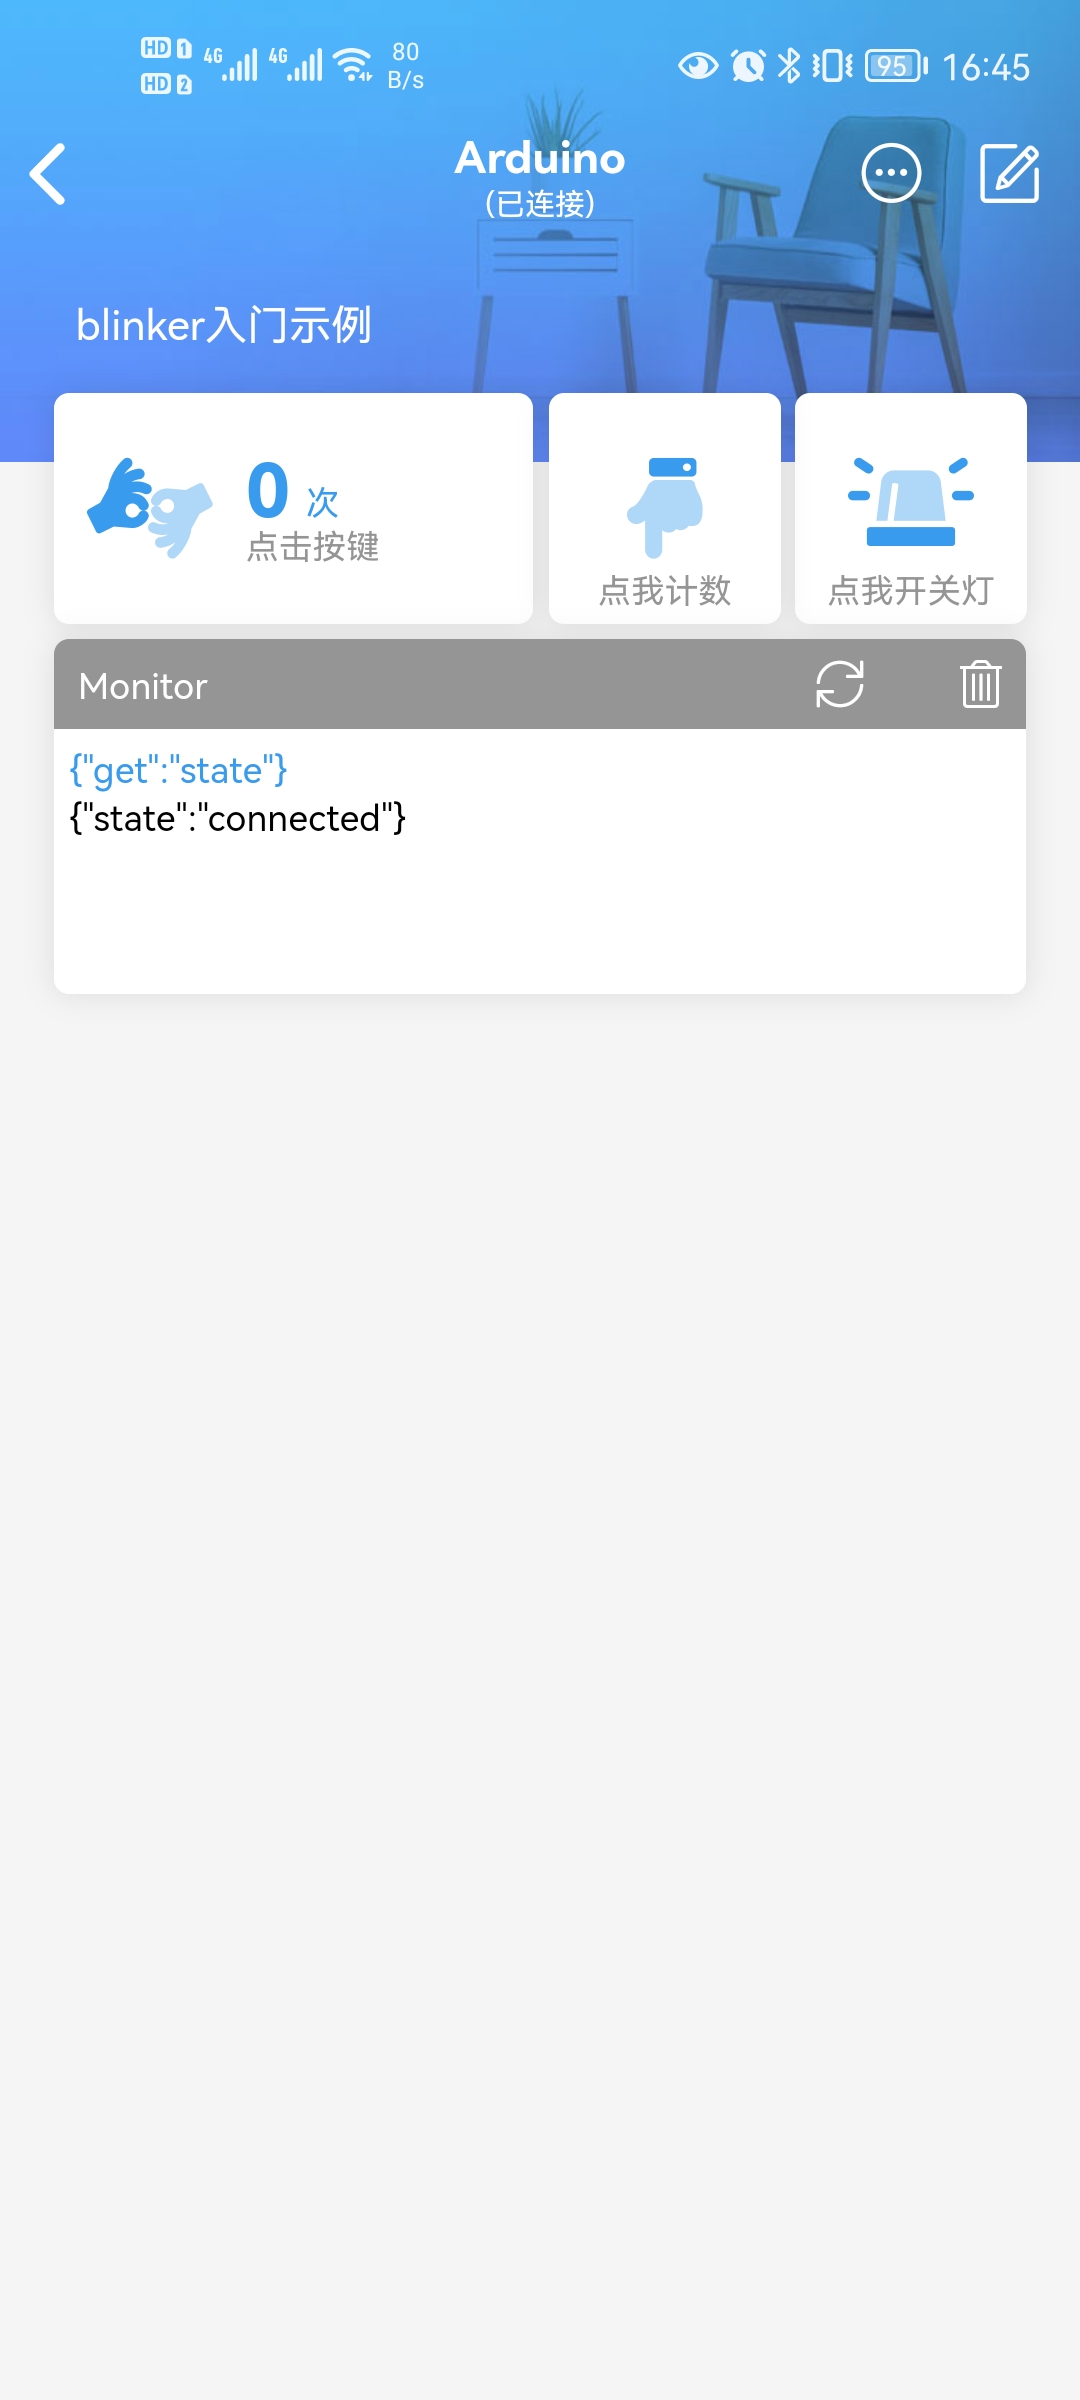 HD 1 4G 4G 80
HD 2 B/s
95 16:45
Arduino
(已连接)
blinker入门示例
0 次
点击按键
点我计数
点我开关灯
Monitor
{"get":"state"}
{"state":"connected"}